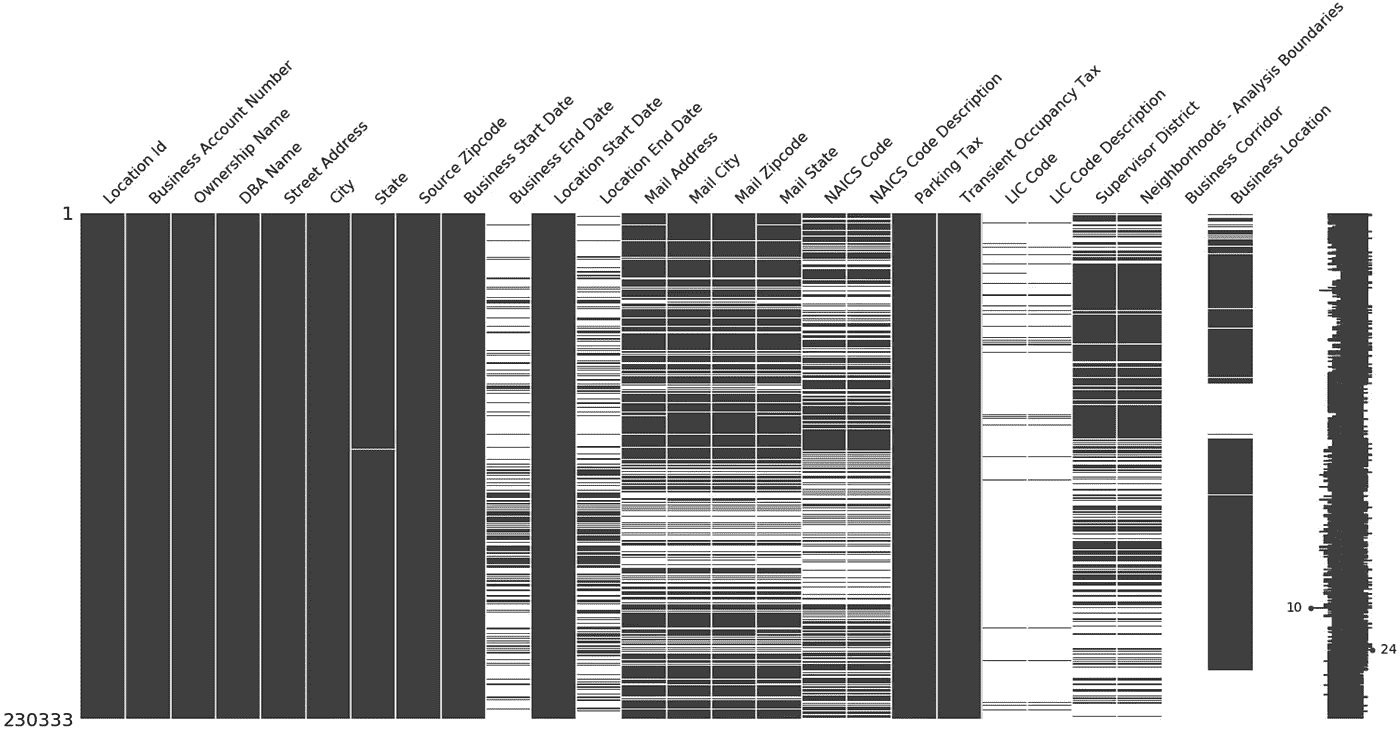 Location Id
Business Account Number
Ownership Name
DBA Name
Street Address
City
State
Source Zipcode
Business Start Date
Business End Date
Location Start Date
Location End Date
Mail Address
Mail City
Mail Zipcode
Mail State
NAICS Code
NAICS Code Description
Parking Tax
Transient Occupancy Tax
LIC Code
LIC Code Description
Supervisor District
Neighborhoods - Analysis Boundaries
Business Corridor
Business Location
1
10
24
230333